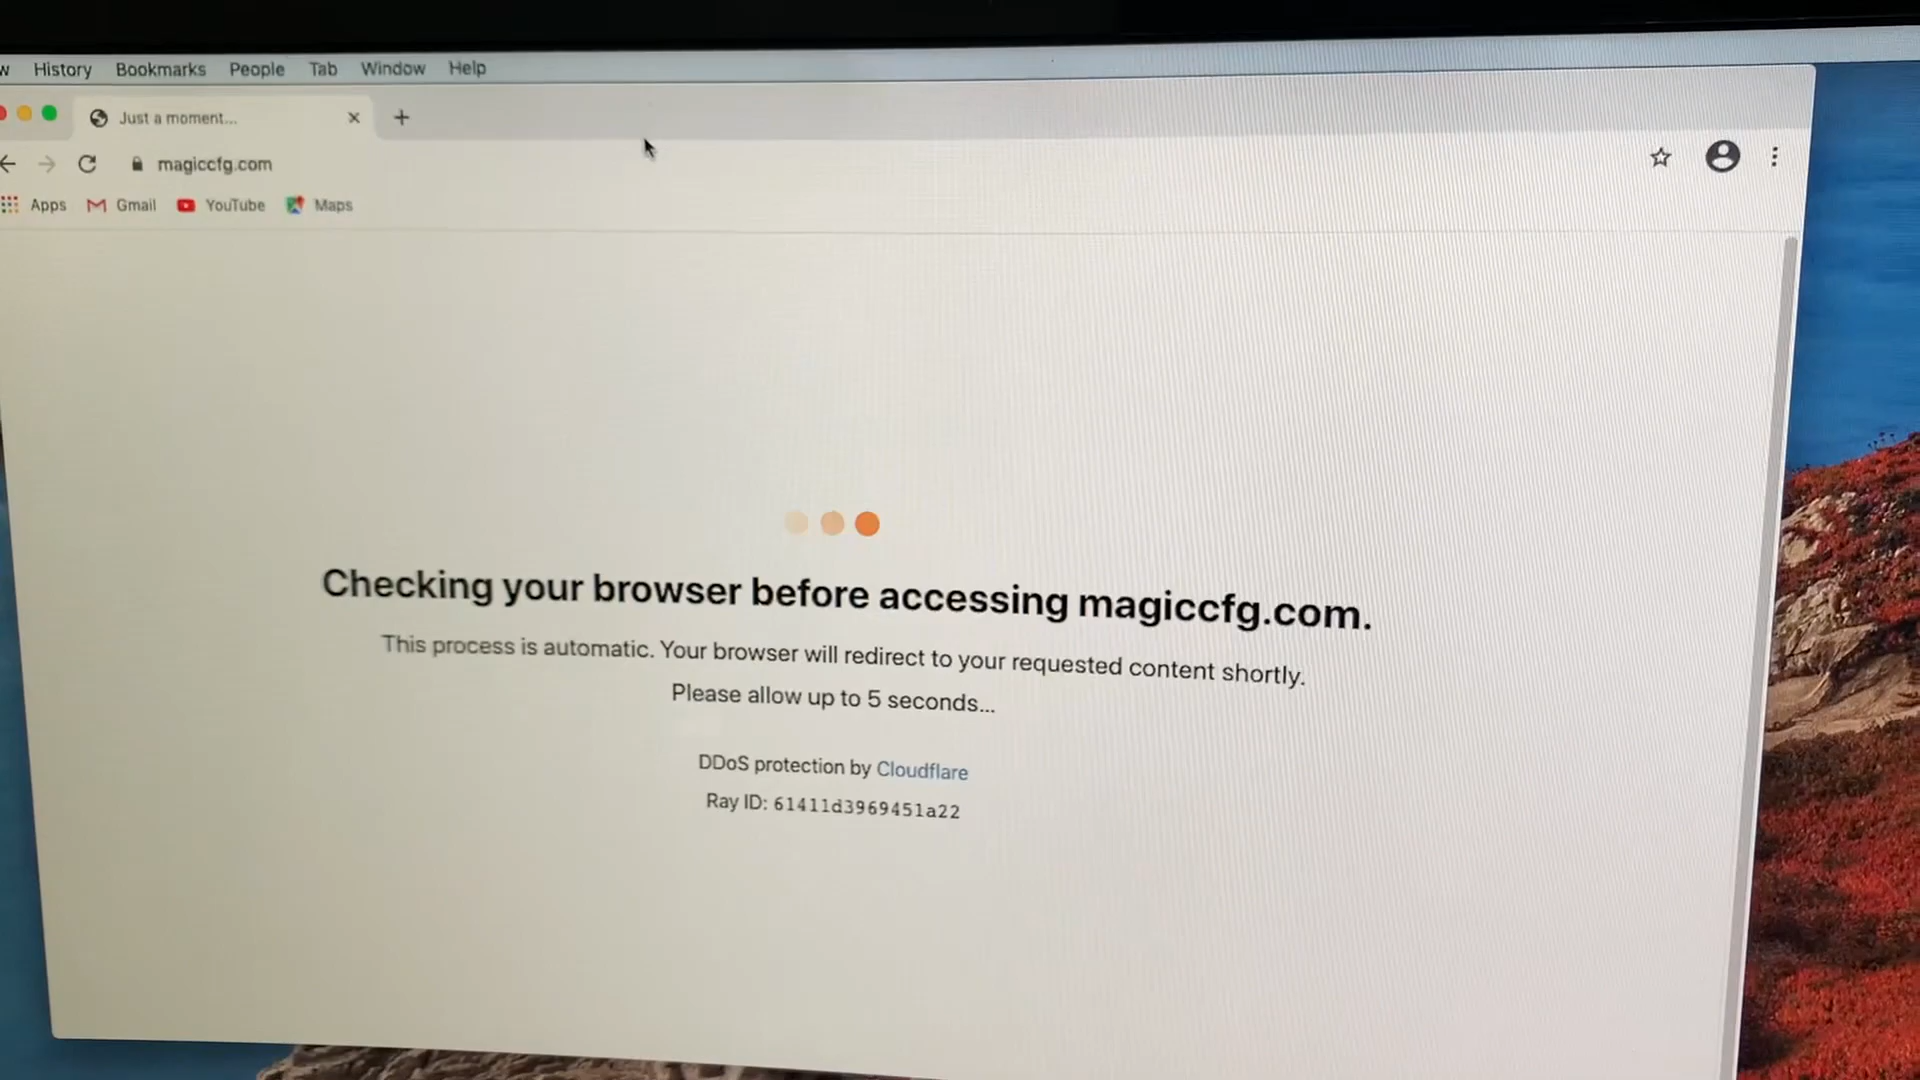 History Bookmarks People Tab Window Help
Just a moment...
magiccfg.com
Apps Gmail YouTube Maps
Checking your browser before accessing magiccfg.com.
This process is automatic. Your browser will redirect to your requested content shortly.
Please allow up to 5 seconds...
DDoS protection by Cloudflare
Ray ID: 61411d3969451a22